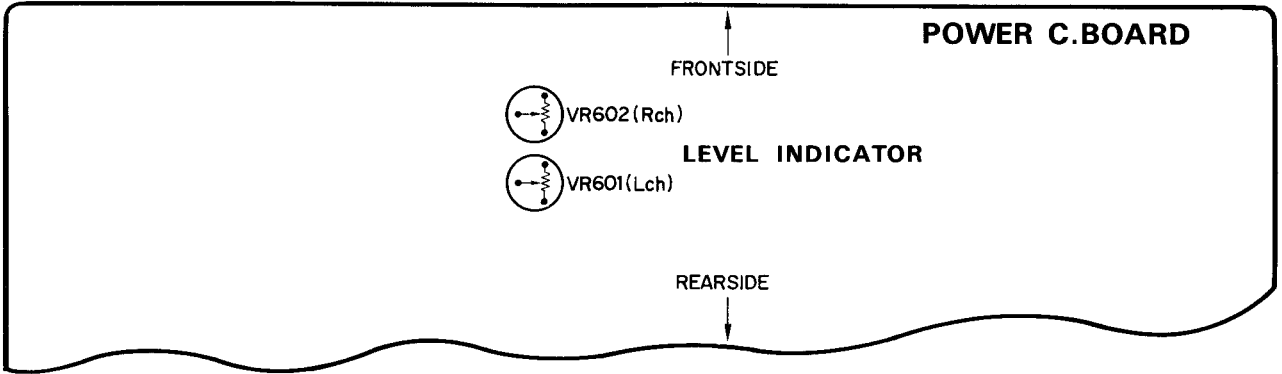 POWER C.BOARD
FRONTSIDE
VR602(Rch)
LEVEL INDICATOR
VR601(Lch)
REARSIDE